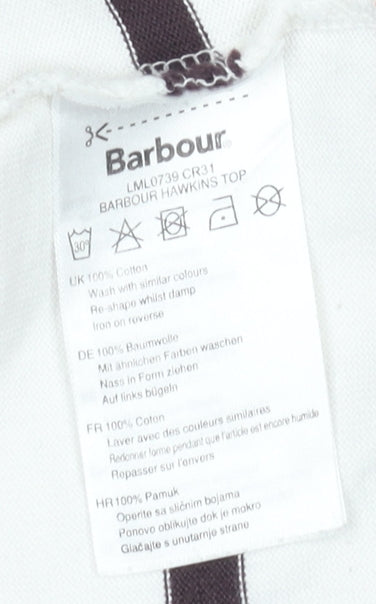 Barbour
LML0739 CR31
BARBOUR HAWKINS TOP
30°
UK 100% Cotton
Wash with similar colours
Re-shape whilst damp
Iron on reverse
DE 100% Baumwolle
Mit ähnlichen Farben waschen
Nass in Form ziehen
Auf links bügeln
FR 100% Coton
Laver avec des couleurs similaires
Redonner forme pendant que l'article est encore humide
Repasser sur l'envers
HR 100% Pamuk
Operite sa sličnim bojama
Ponovo oblikujte dok je mokro
Glačajte s unutarnje strane